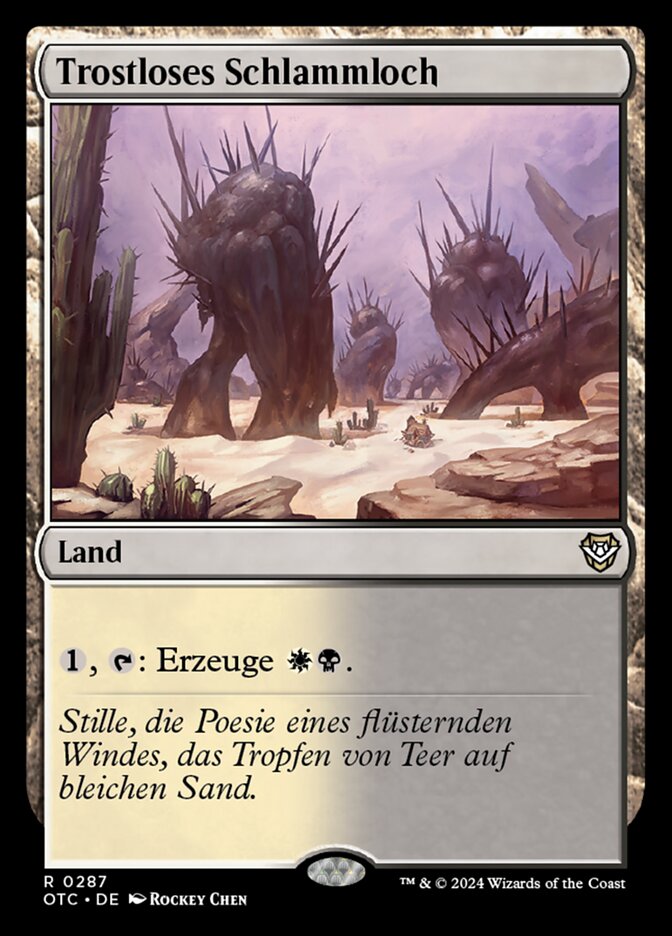 Trostloses Schlammloch
Land
1, : Erzeuge .
Stille, die Poesie eines flüsternden
Windes, das Tropfen von Teer auf
bleichen Sand.
R 0287
OTC • DE Rockey Chen
™ & © 2024 Wizards of the Coast